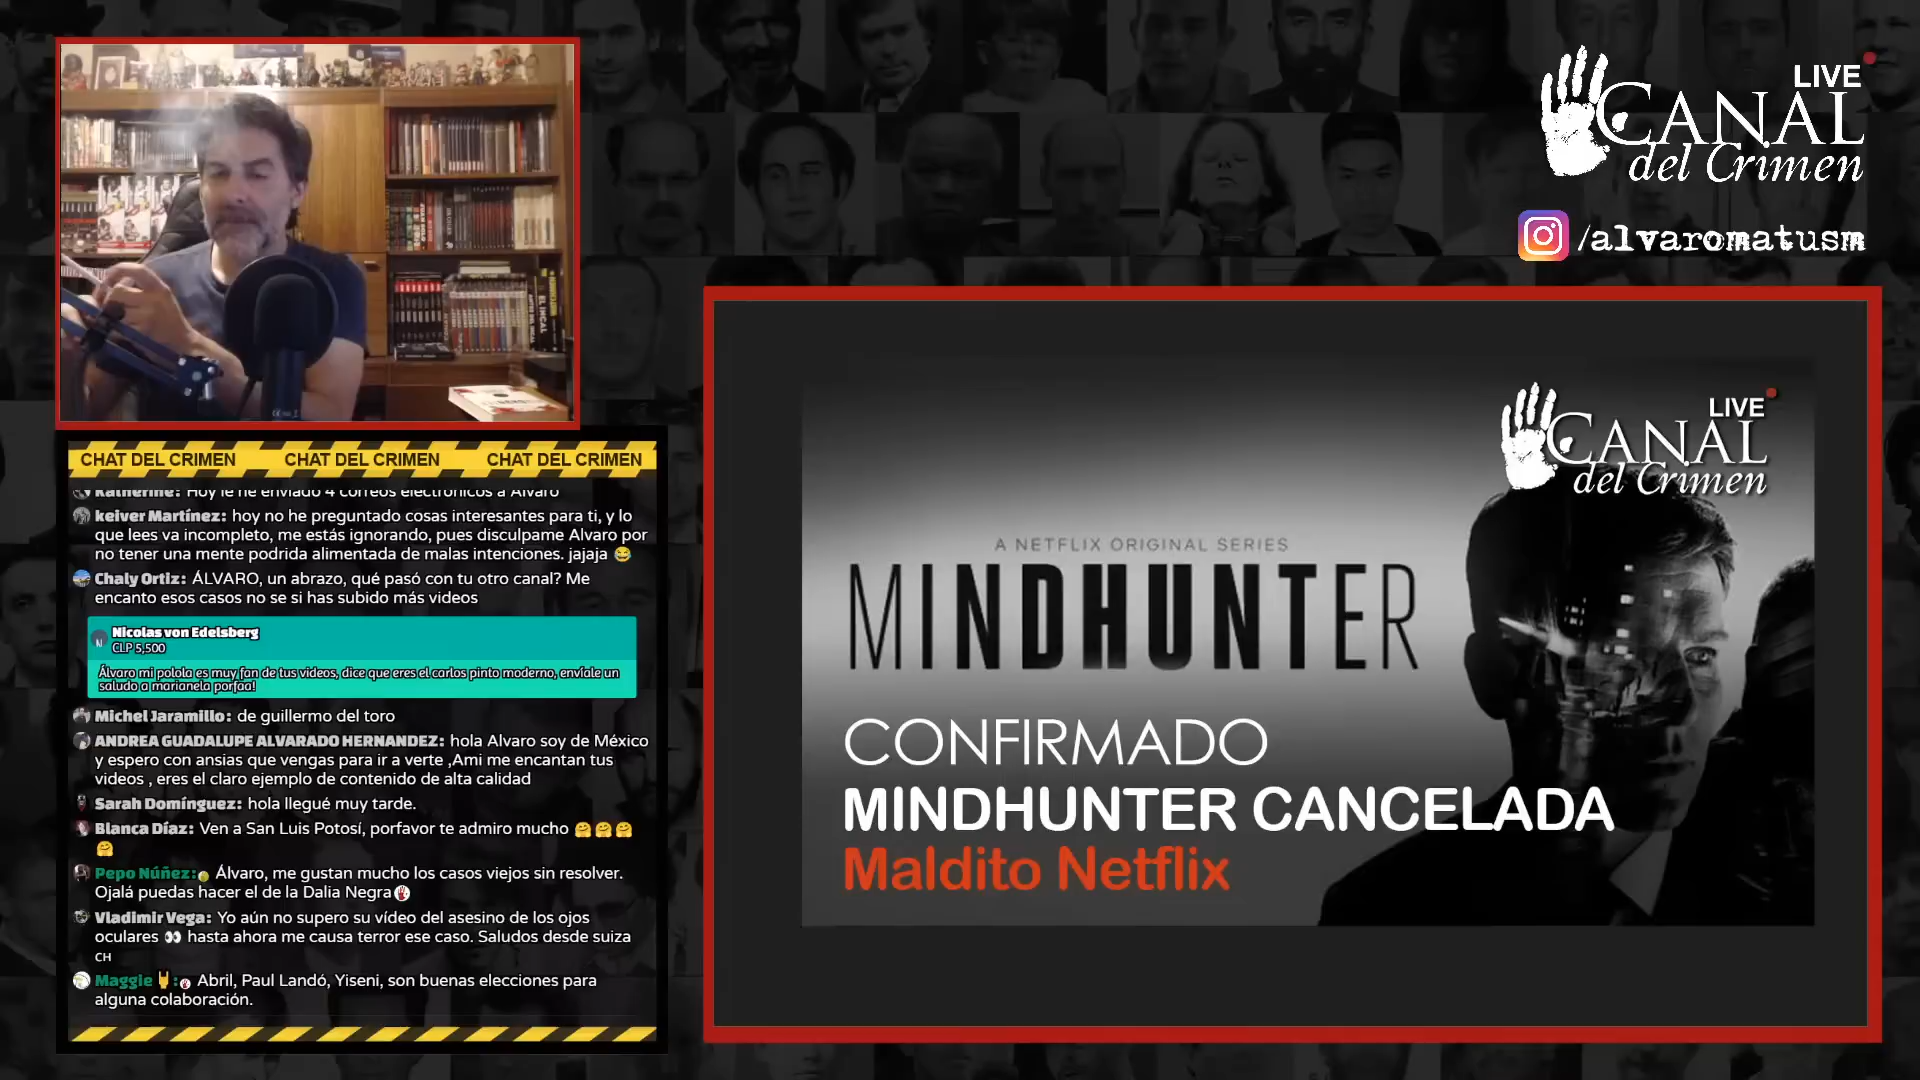 LIVE
CANAL
del Crimen
/alvaromatusm
CHAT DEL CRIMEN CHAT DEL CRIMEN CHAT DEL CRIMEN
Katherine: Hoy le he enviado 4 correos electrónicos a Alvaro
keiver Martínez: hoy no he preguntado cosas interesantes para ti, y lo
que lees va incompleto, me estás ignorando, pues disculpame Alvaro por
no tener una mente podrida alimentada de malas intenciones. jajaja 😂
Chaly Ortiz: ÁLVARO, un abrazo, qué pasó con tu otro canal? Me
encanto esos casos no se si has subido más videos
N
Nicolas von Edelsberg
CLP 5,500
Álvaro mi polola es muy fan de tus videos, dice que eres el carlos pinto moderno, envíale un
saludo a marianela porfaa!
Michel Jaramillo: de guillermo del toro
ANDREA GUADALUPE ALVARADO HERNANDEZ: hola Alvaro soy de México
y espero con ansias que vengas para ir a verte ,Ami me encantan tus
videos , eres el claro ejemplo de contenido de alta calidad
Sarah Domínguez: hola llegué muy tarde.
Blanca Díaz: Ven a San Luis Potosí, porfavor te admiro mucho 🤗🤗🤗
🤗
Pepo Núñez: Álvaro, me gustan mucho los casos viejos sin resolver.
Ojalá puedas hacer el de la Dalia Negra
Vladimir Vega: Yo aún no supero su vídeo del asesino de los ojos
oculares 👀 hasta ahora me causa terror ese caso. Saludos desde suiza
CH
Maggie🤘: Abril, Paul Landó, Yiseni, son buenas elecciones para
alguna colaboración.
LIVE
CANAL
del Crimen
A NETFLIX ORIGINAL SERIES
MINDHUNTER
CONFIRMADO
MINDHUNTER CANCELADA
Maldito Netflix
EL INCAL